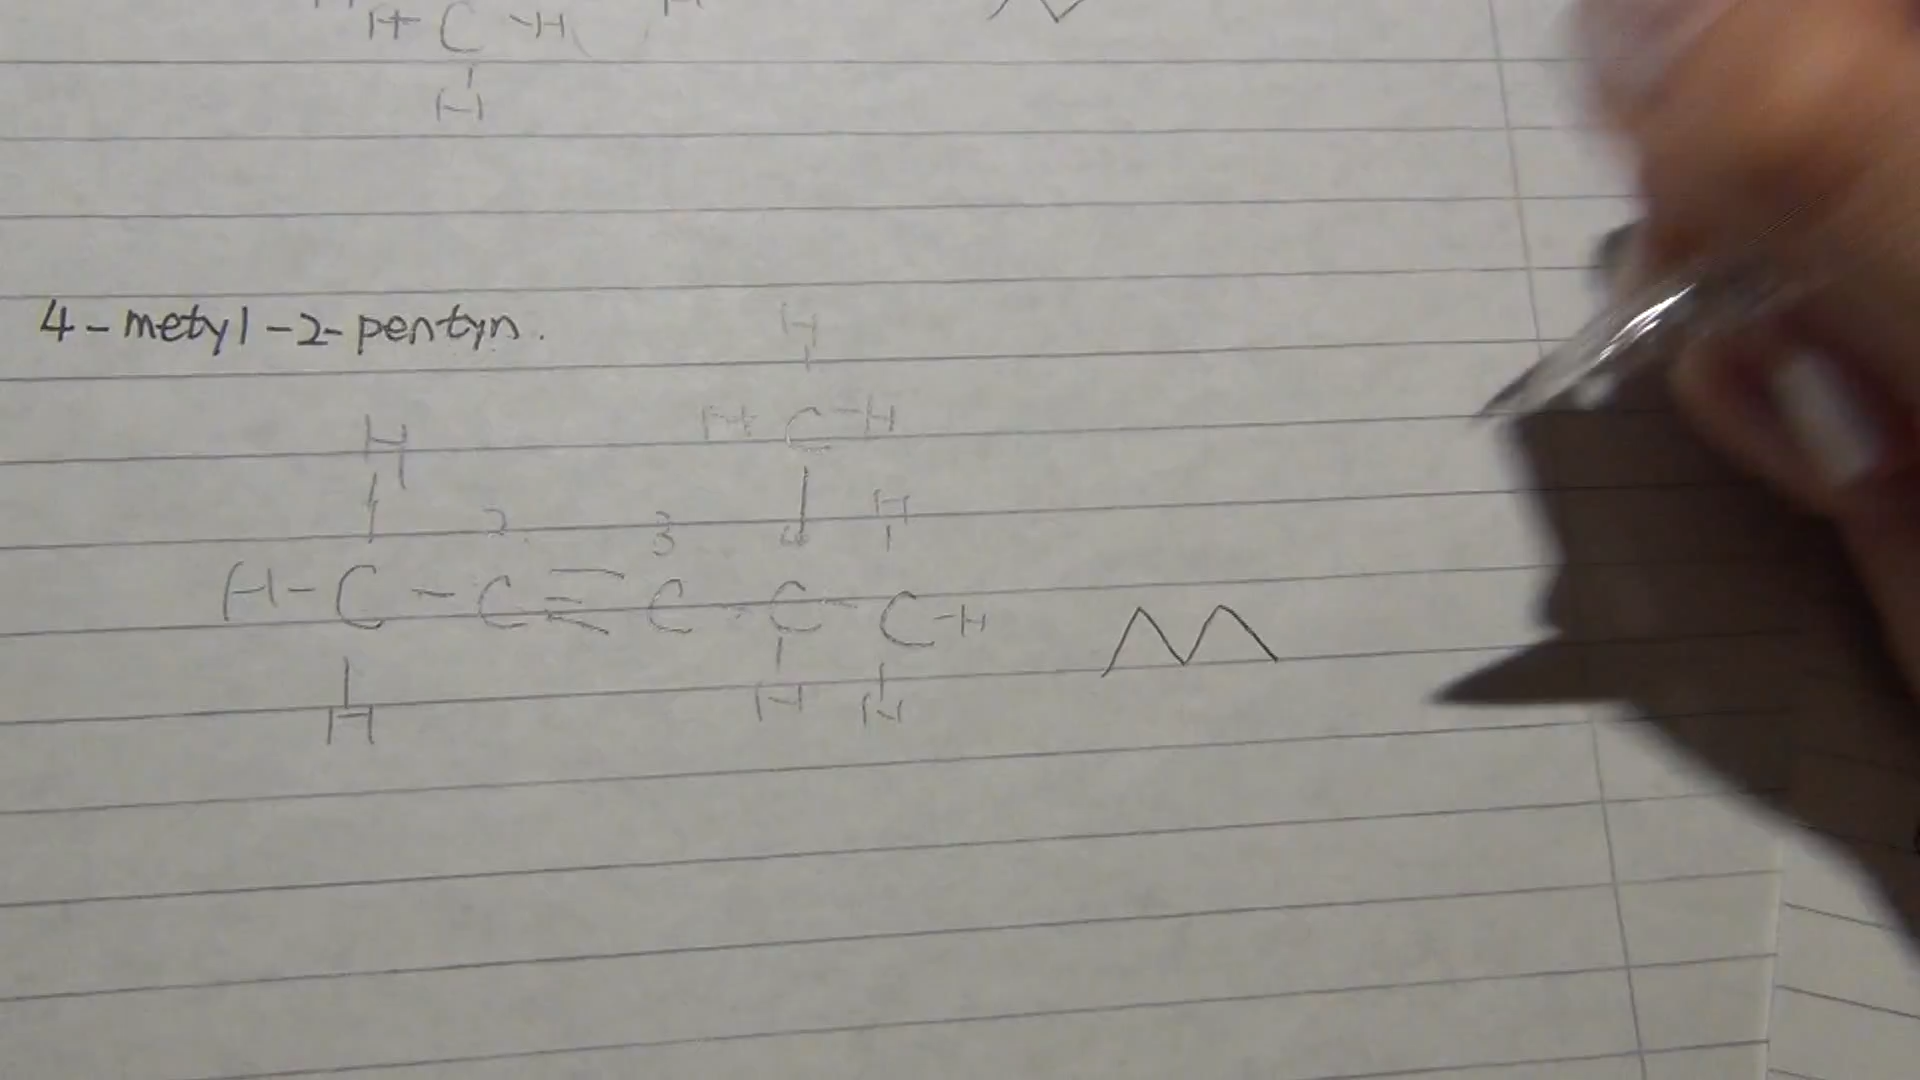 H - C - H
H
4-metyl-2-pentyn.
H
H H - C - H
2 3 4 H
H - C - C ≡ C - C - C - H
H H H